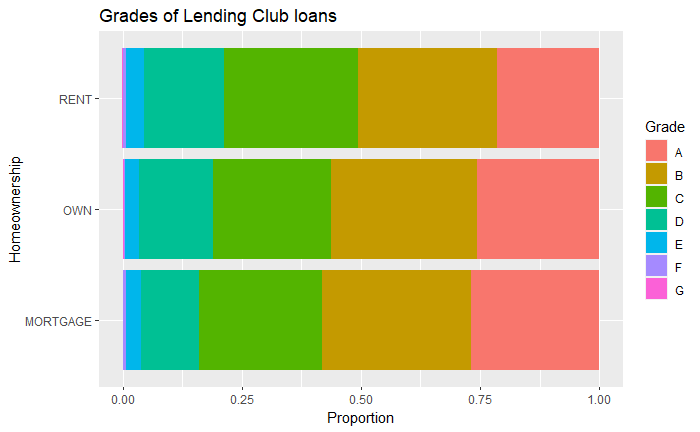 Grades of Lending Club loans
Homeownership
RENT
OWN
MORTGAGE
0.00 0.25 0.50 0.75 1.00
Proportion
Grade
A
B
C
D
E
F
G